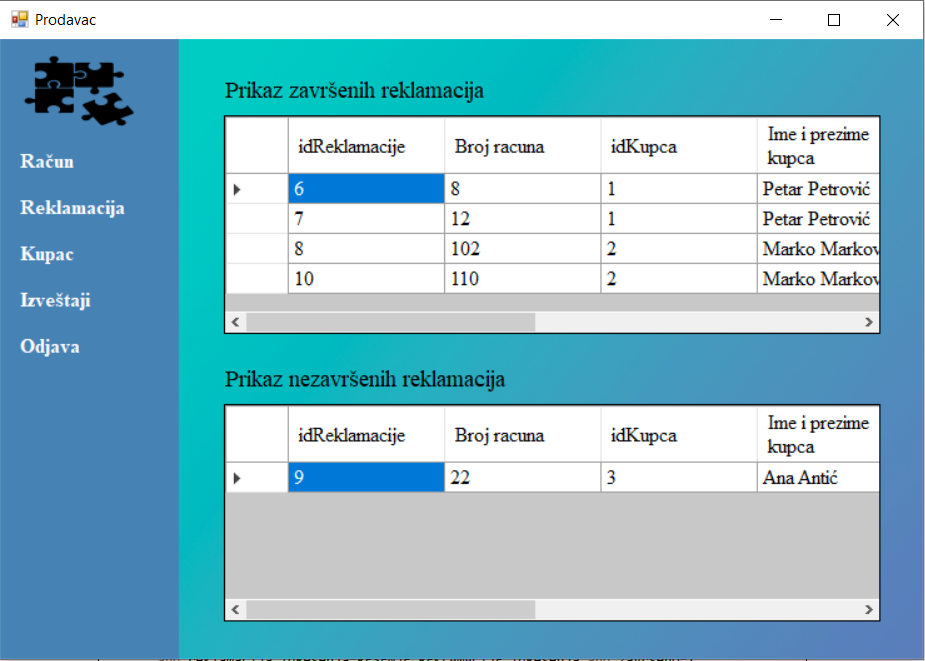 Prodavac
Račun
Reklamacija
Kupac
Izveštaji
Odjava
Prikaz završenih reklamacija
idReklamacije Broj racuna idKupca Ime i prezime kupca
6 8 1 Petar Petrović
7 12 1 Petar Petrović
8 102 2 Marko Markov
10 110 2 Marko Markov
Prikaz nezavršenih reklamacija
idReklamacije Broj racuna idKupca Ime i prezime kupca
9 22 3 Ana Antić